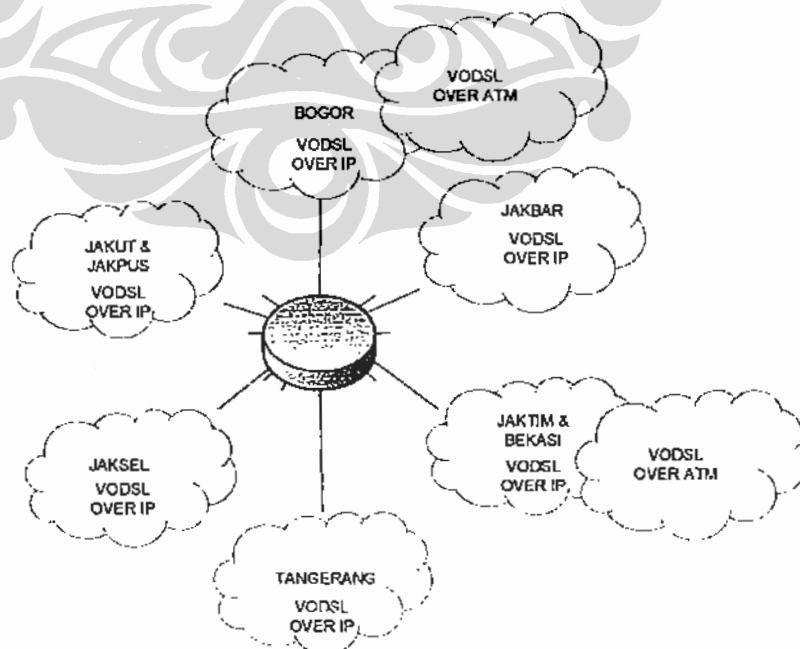 VODSL
OVER ATM
BOGOR
VODSL
OVER IP
JAKBAR
VODSL
OVER IP
JAKUT &
JAKPUS
VODSL
OVER IP
JAKTIM &
BEKASI
VODSL
OVER IP
VODSL
OVER ATM
JAKSEL
VODSL
OVER IP
TANGERANG
VODSL
OVER IP